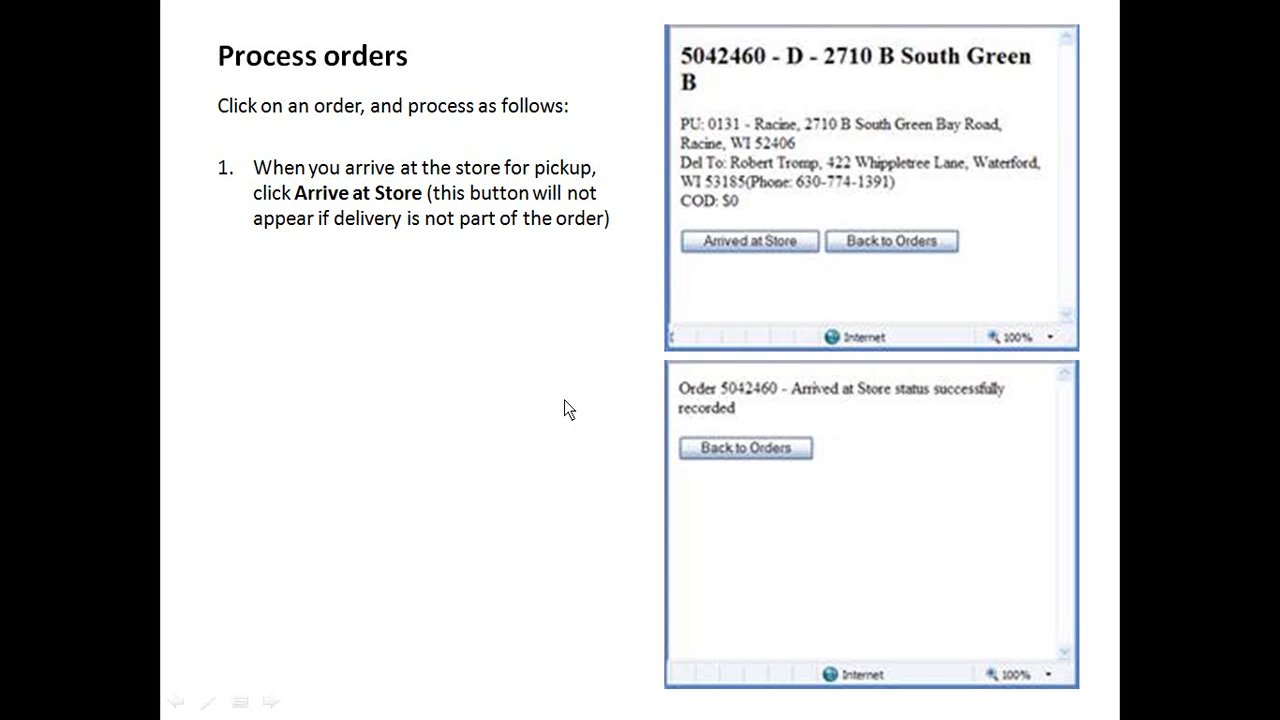 Process orders
Click on an order, and process as follows:
1. When you arrive at the store for pickup,
click Arrive at Store (this button will not
appear if delivery is not part of the order)
5042460 - D - 2710 B South Green
B
PU: 0131 - Racine, 2710 B South Green Bay Road,
Racine, WI 52406
Del To: Robert Tromp, 422 Whippletree Lane, Waterford,
WI 53185(Phone: 630-774-1391)
COD: $0
Arrived at Store Back to Orders
Internet 100%
Order 5042460 - Arrived at Store status successfully
recorded
Back to Orders
Internet 100%